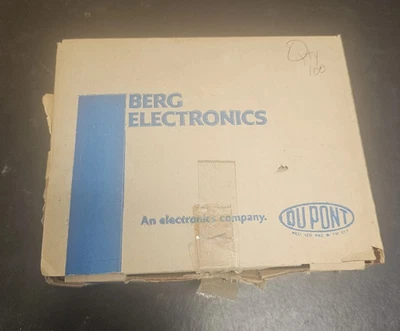 Qty
100
BERG
ELECTRONICS
An electronics company.
DU PONT